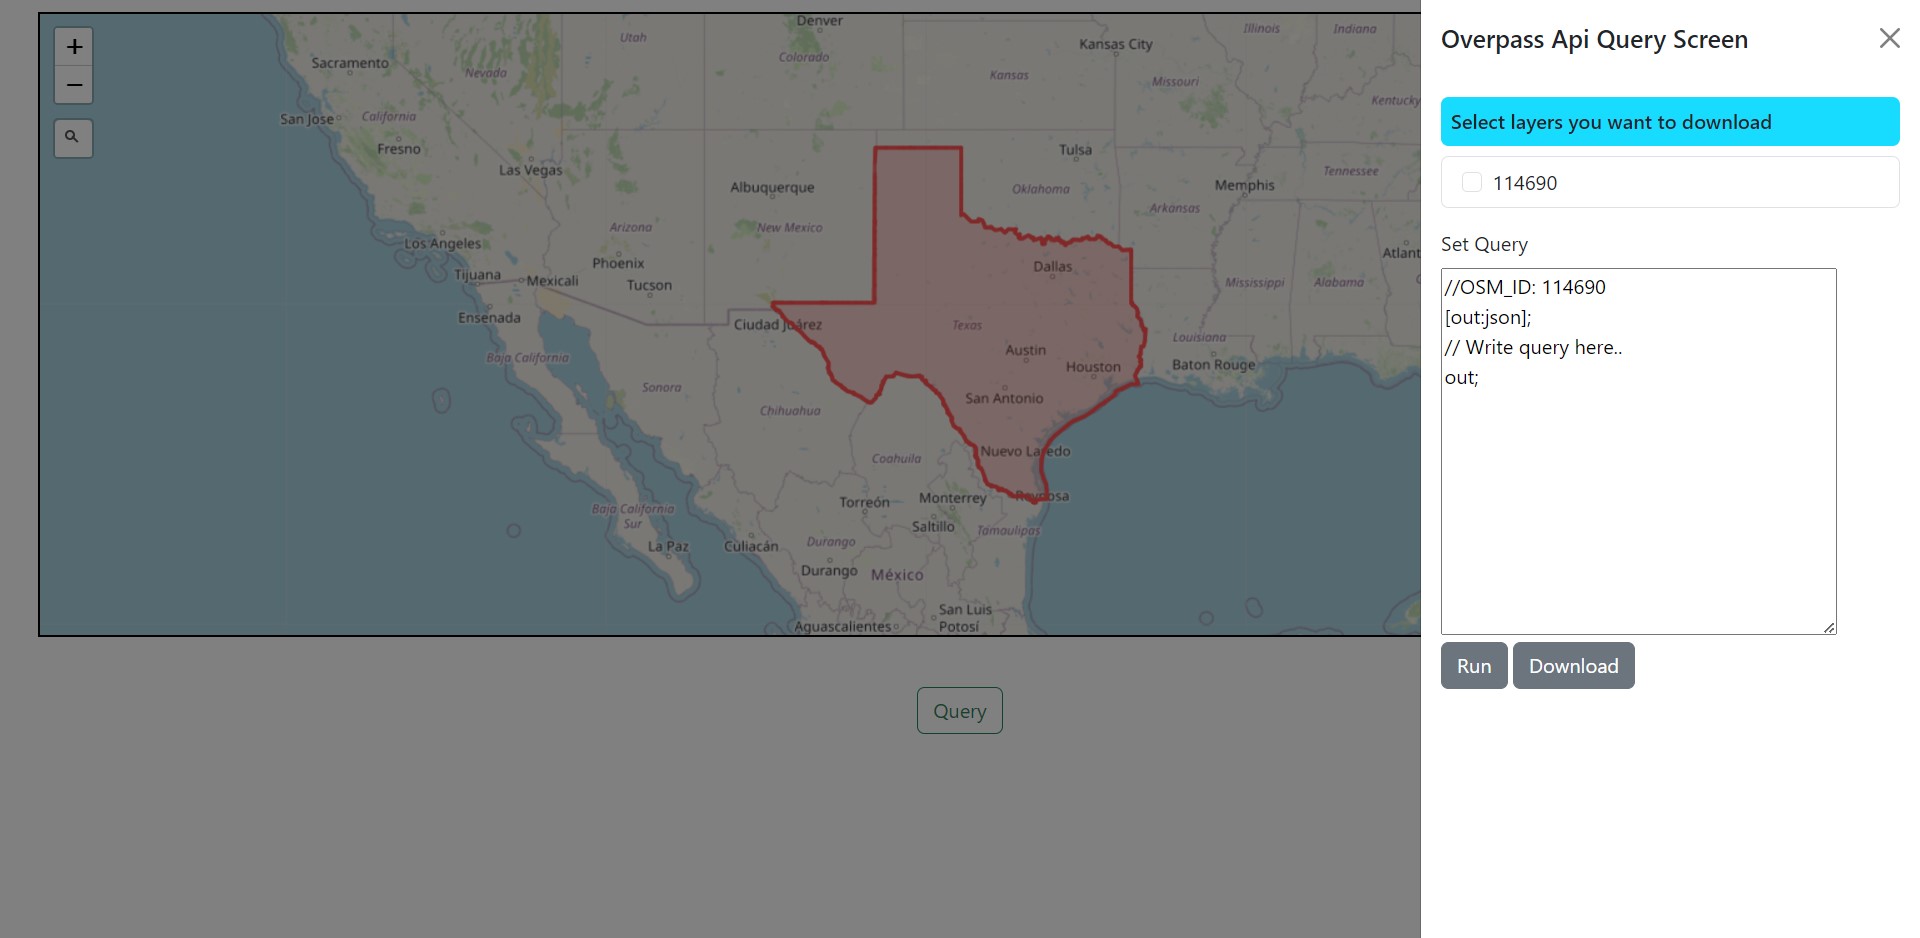 +
−
Denver
Utah
Colorado
Kansas City
Illinois
Indiana
Sacramento
Nevada
Kansas
Missouri
Kentucky
San Jose
California
Fresno
Las Vegas
Tulsa
Tennessee
Albuquerque
Oklahoma
Memphis
Arkansas
Arizona
New Mexico
Los Angeles
Phoenix
Dallas
Atlant
Tijuana
Mexicali
Tucson
Mississippi
Alabama
Ensenada
Ciudad Juárez
Texas
Louisiana
Baja California
Austin
Houston
Baton Rouge
Sonora
San Antonio
Chihuahua
Nuevo Laredo
Coahuila
Reynosa
Torreón
Monterrey
Baja California
Sur
Saltillo
Tamaulipas
La Paz
Culiacán
Durango
Durango
México
San Luis
Potosí
Aguascalientes
Query
Overpass Api Query Screen
Select layers you want to download
114690
Set Query
//OSM_ID: 114690
[out:json];
// Write query here..
out;
Run Download